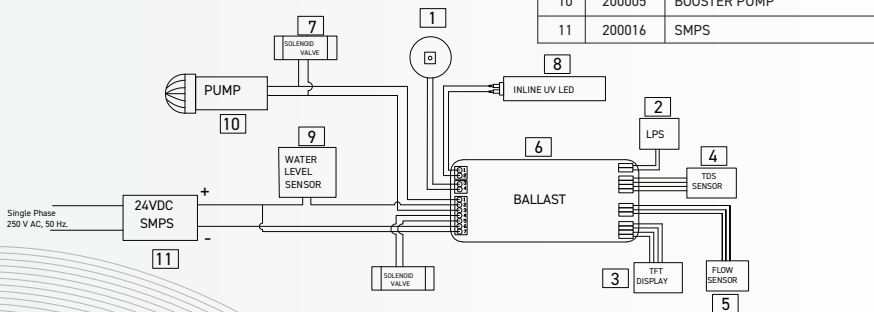 10 200005 BOOSTER PUMP
11 200016 SMPS
7
SOLENOID
VALVE
1
8
INLINE UV LED
PUMP
10
2
LPS
9
WATER
LEVEL
SENSOR
6
BALLAST
4
TDS
SENSOR
+
24VDC
SMPS
-
Single Phase
250 V AC, 50 Hz.
11
SOLENOID
VALVE
3
TFT
DISPLAY
FLOW
SENSOR
5